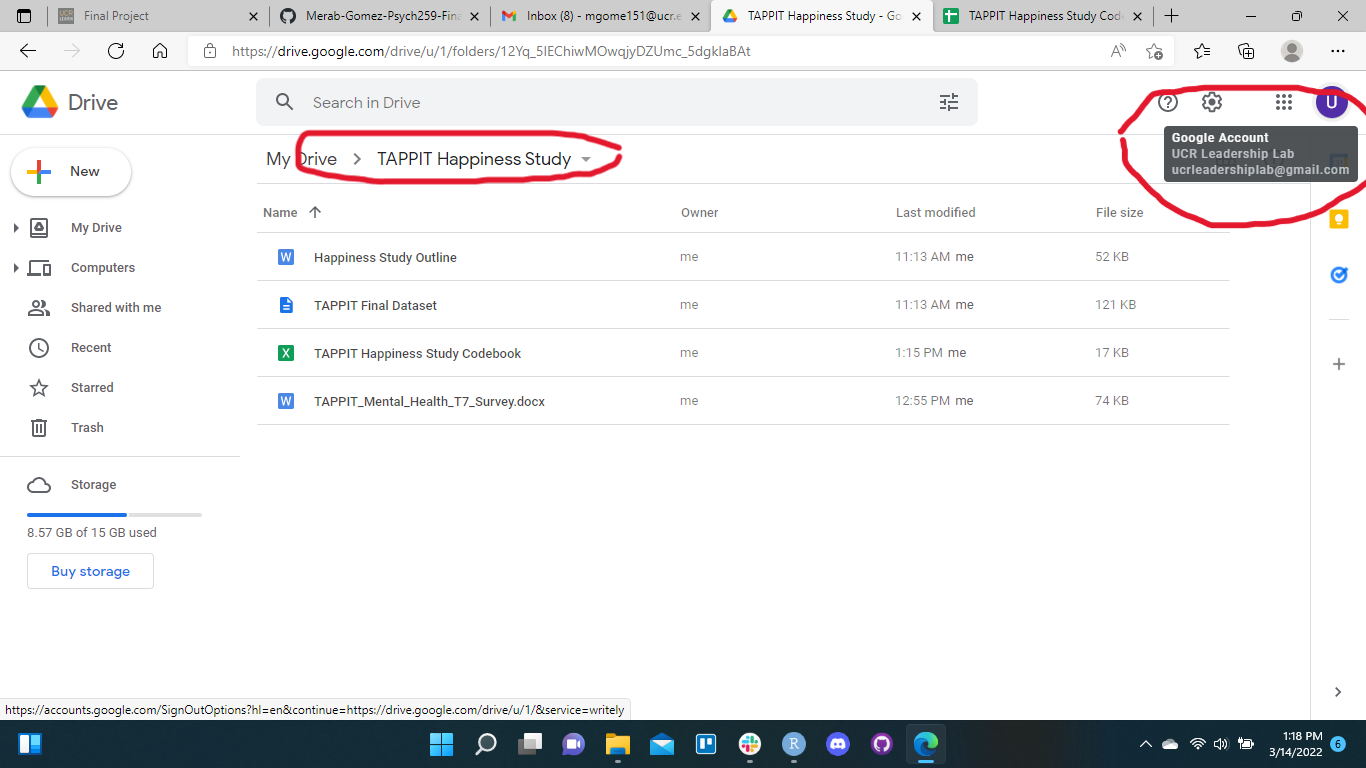 Final Project
Merab-Gomez-Psych259-Fina
Inbox (8) - mgome151@ucr.e
TAPPIT Happiness Study - Go
TAPPIT Happiness Study Code
https://drive.google.com/drive/u/1/folders/12Yq_5IEChiwMOwqjyDZUmc_5dgklaBAt
Drive
Search in Drive
U
Google Account
UCR Leadership Lab
ucrleadershiplab@gmail.com
My Drive > TAPPIT Happiness Study
New
My Drive
Computers
Shared with me
Recent
Starred
Trash
Storage
8.57 GB of 15 GB used
Buy storage
Name Owner Last modified File size
W Happiness Study Outline me 11:13 AM me 52 KB
TAPPIT Final Dataset me 11:13 AM me 121 KB
X TAPPIT Happiness Study Codebook me 1:15 PM me 17 KB
W TAPPIT_Mental_Health_T7_Survey.docx me 12:55 PM me 74 KB
https://accounts.google.com/SignOutOptions?hl=en&continue=https://drive.google.com/drive/u/1/&service=writely
R
1:18 PM
3/14/2022
6